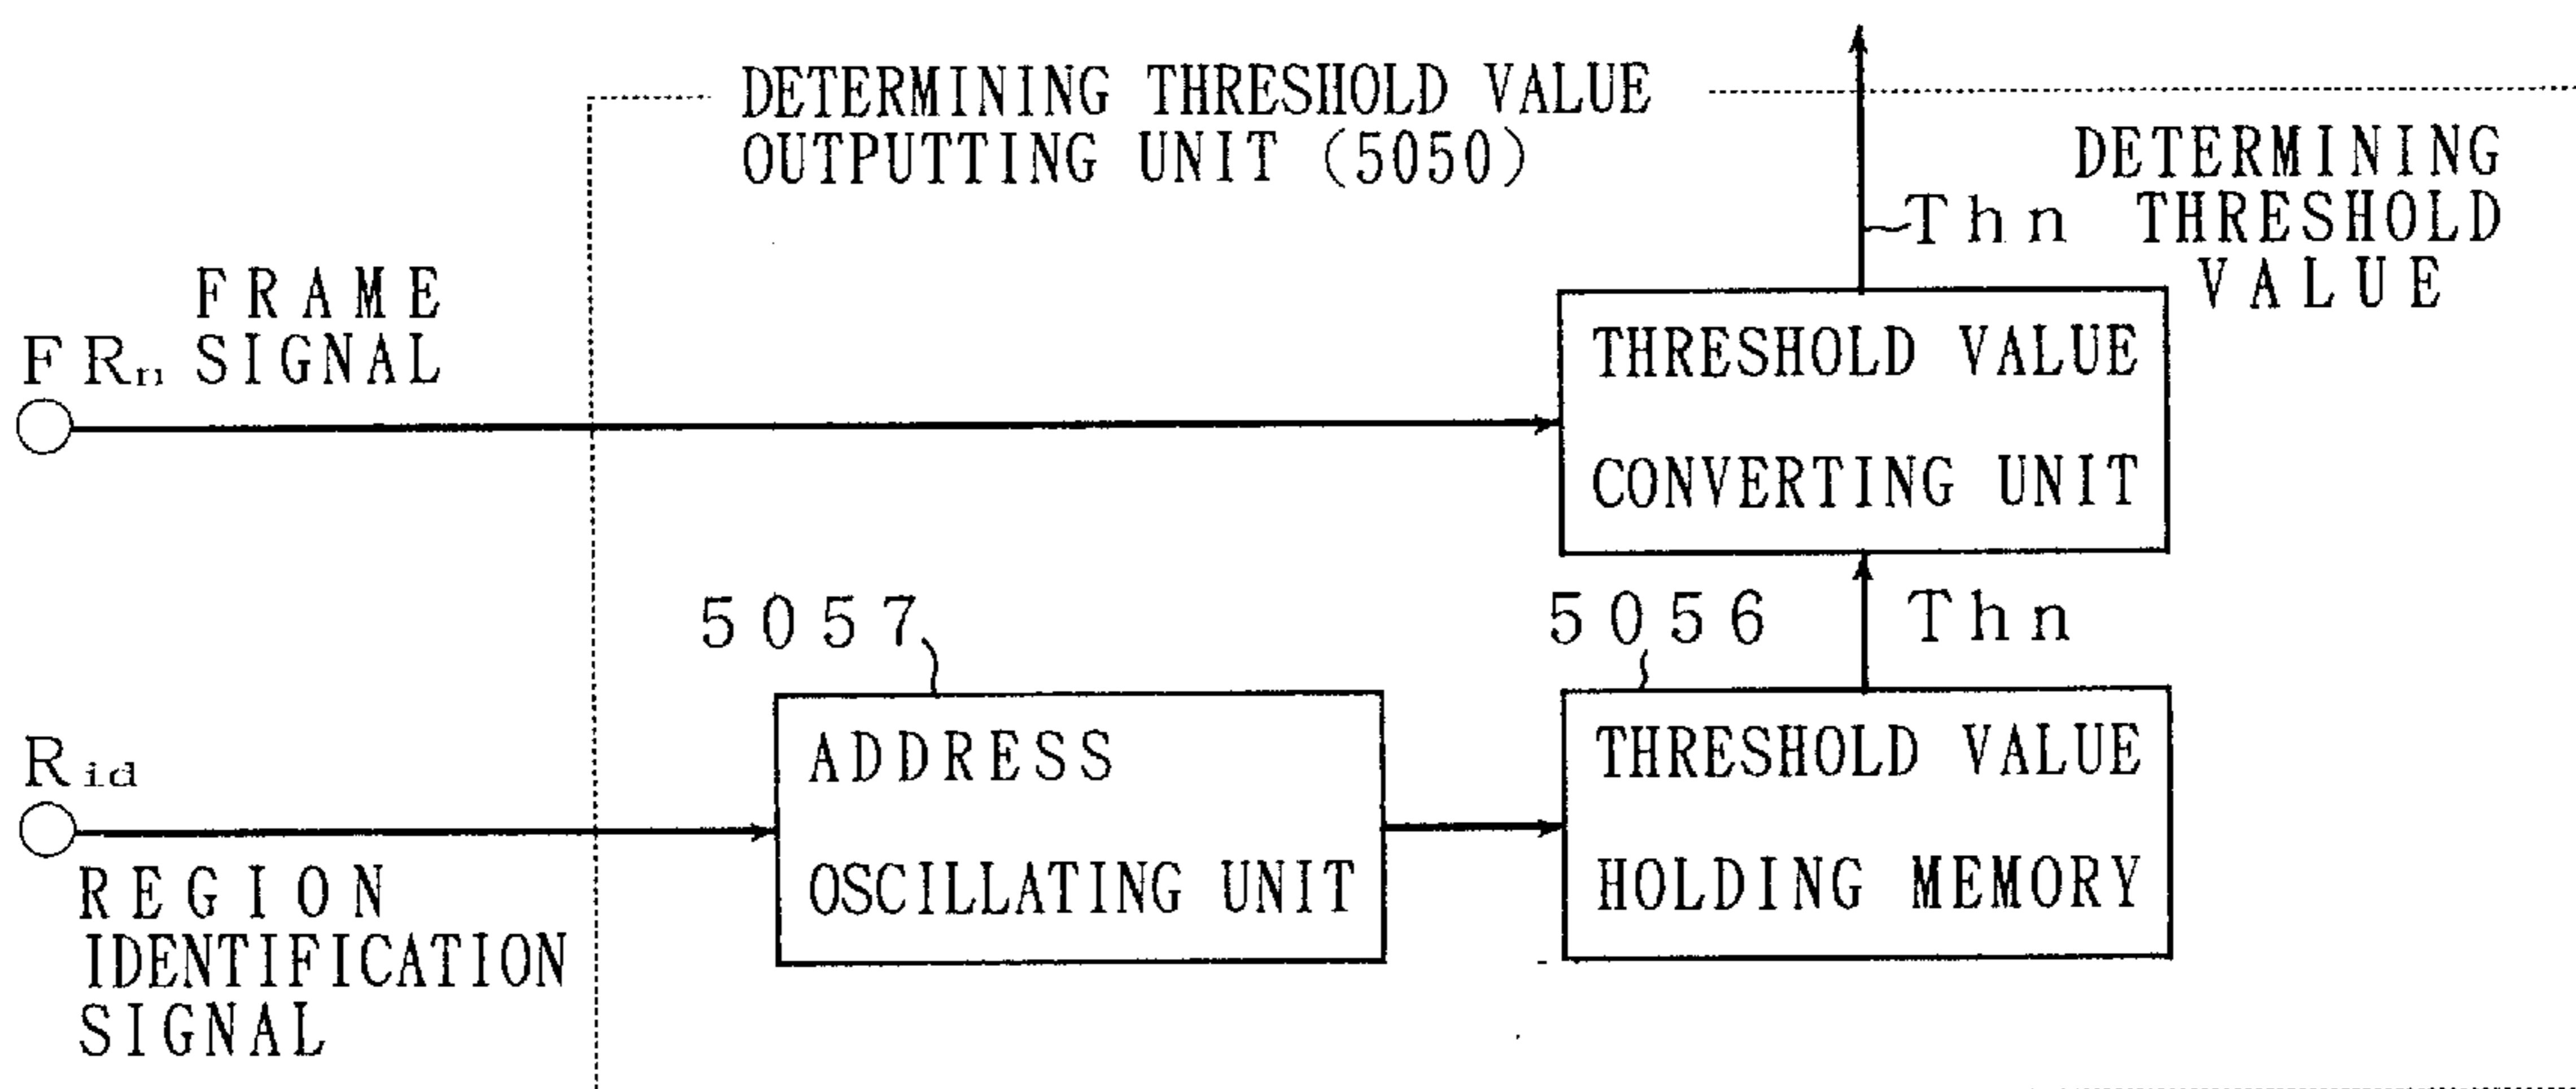 DETERMINING THRESHOLD VALUE
OUTPUTTING UNIT (5050)
DETERMINING
THRESHOLD
VALUE
Thn
FRAME
SIGNAL
FRn
THRESHOLD VALUE
CONVERTING UNIT
5057
5056
Thn
Rid
ADDRESS
OSCILLATING UNIT
THRESHOLD VALUE
HOLDING MEMORY
REGION
IDENTIFICATION
SIGNAL